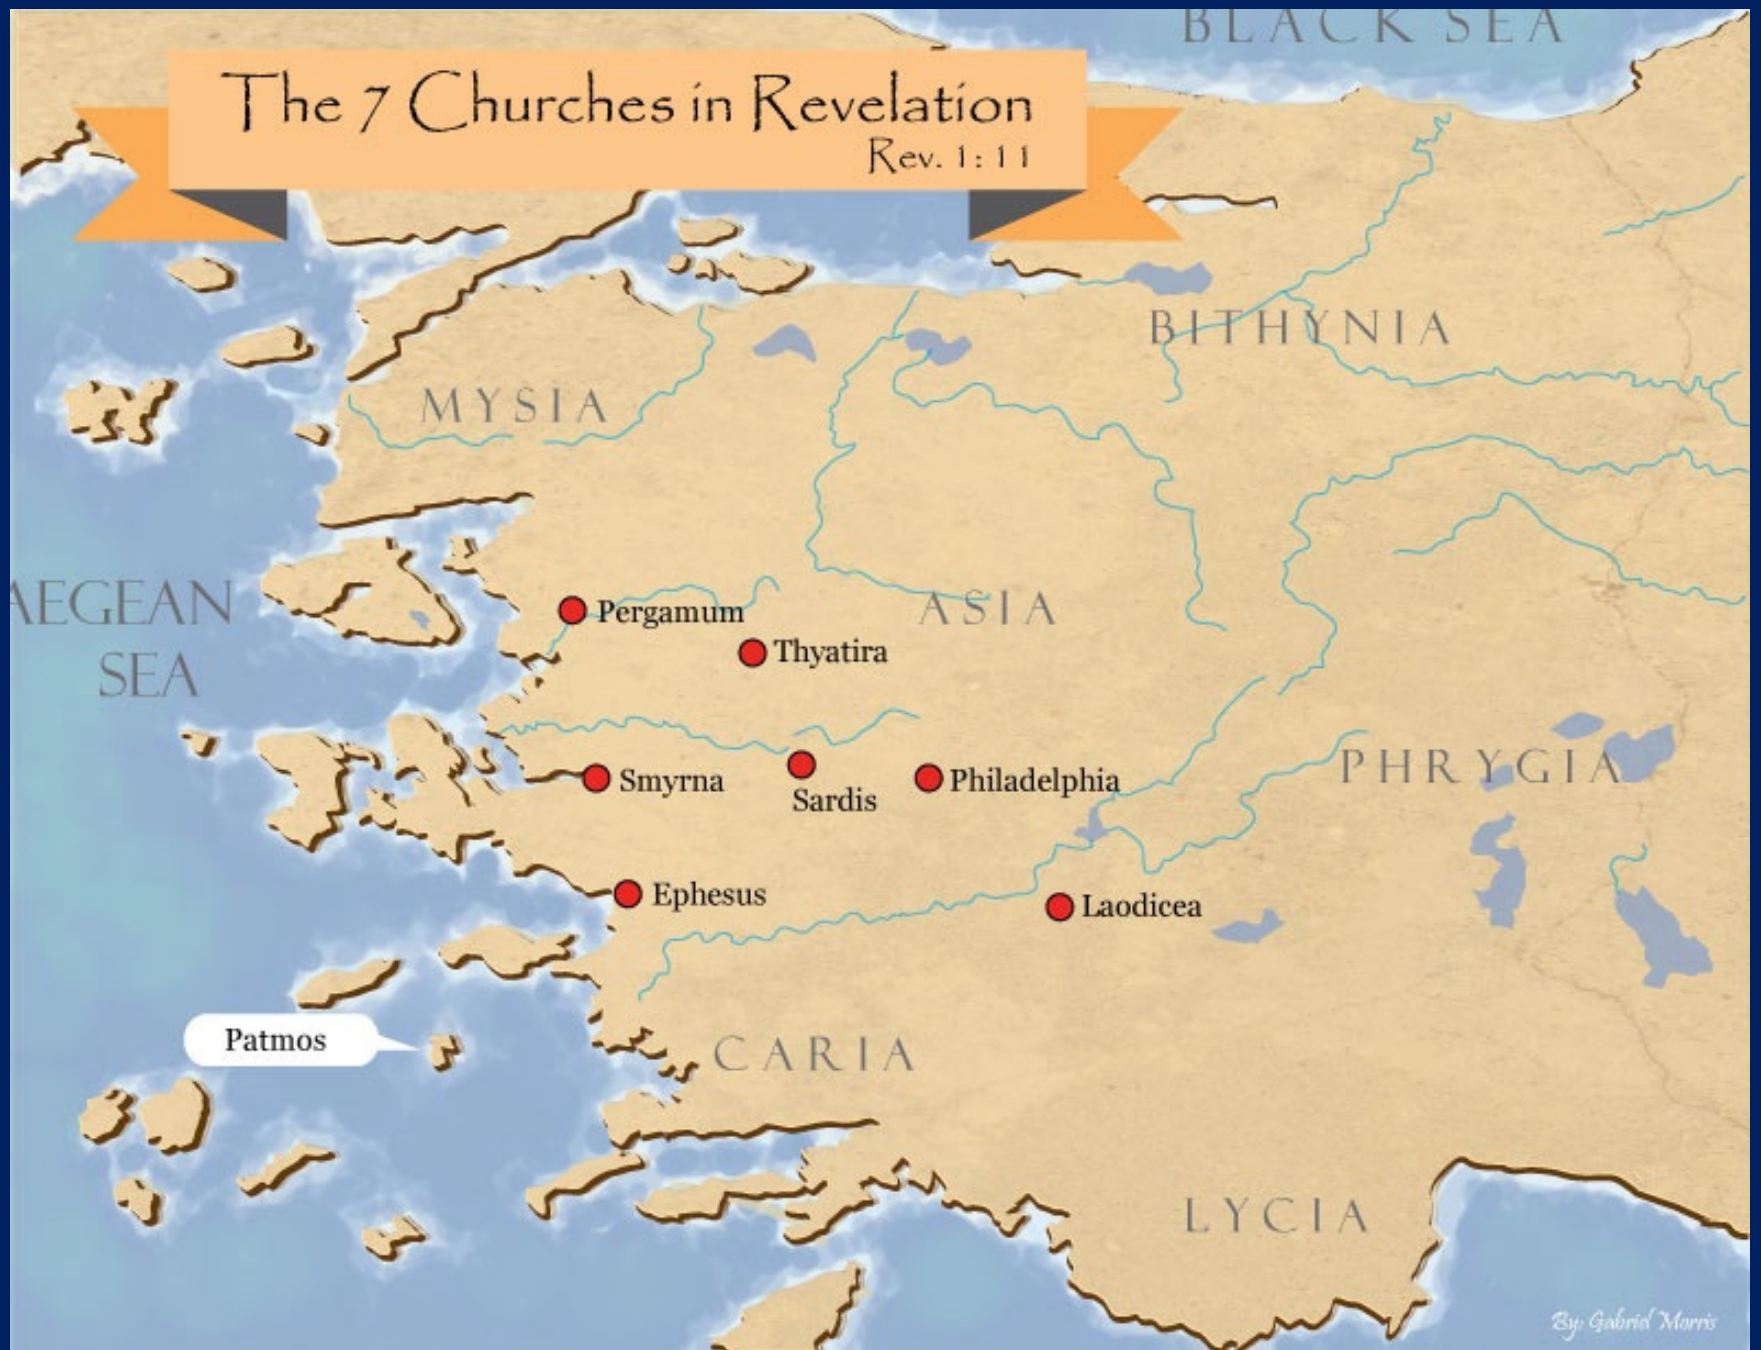 BLACK SEA
The 7 Churches in Revelation
Rev. 1:11
BITHYNIA
MYSIA
AEGEAN
SEA
Pergamum
ASIA
Thyatira
PHRYGIA
Smyrna
Sardis
Philadelphia
Ephesus
Laodicea
Patmos
CARIA
LYCIA
By: Gabriel Morris